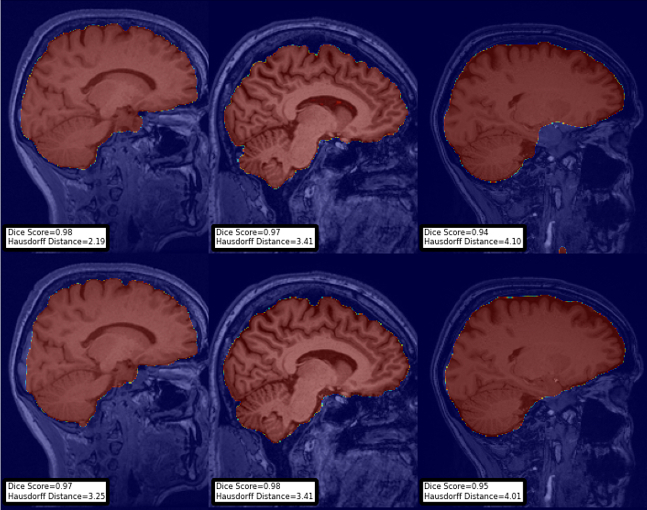 Dice Score=0.98
Hausdorff Distance=2.19
Dice Score=0.97
Hausdorff Distance=3.41
Dice Score=0.94
Hausdorff Distance=4.10
Dice Score=0.97
Hausdorff Distance=3.25
Dice Score=0.98
Hausdorff Distance=3.41
Dice Score=0.95
Hausdorff Distance=4.01